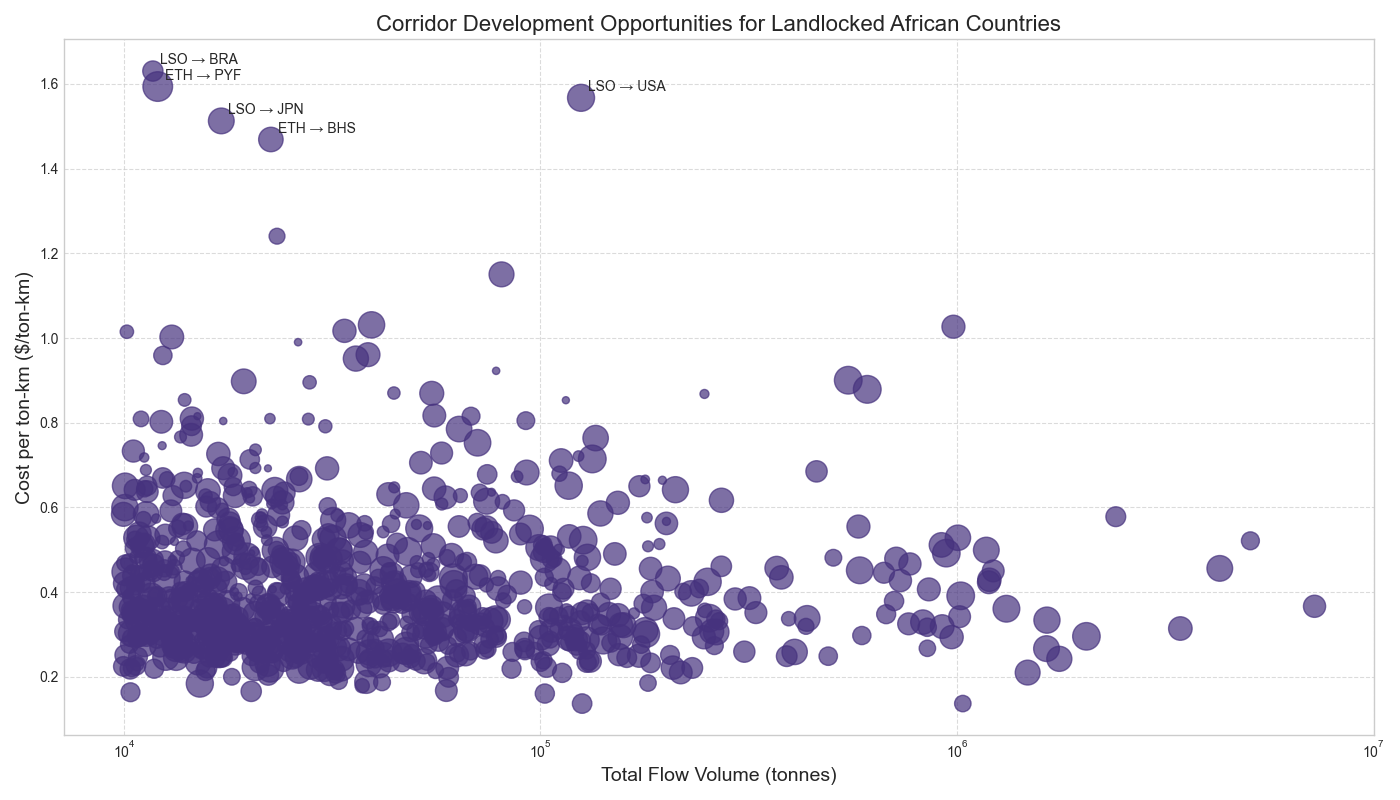 Corridor Development Opportunities for Landlocked African Countries
LSO → BRA
ETH → PYF
LSO → USA
LSO → JPN
ETH → BHS
Cost per ton-km ($/ton-km)
1.6
1.4
1.2
1.0
0.8
0.6
0.4
0.2
10⁴
10⁵
10⁶
10⁷
Total Flow Volume (tonnes)